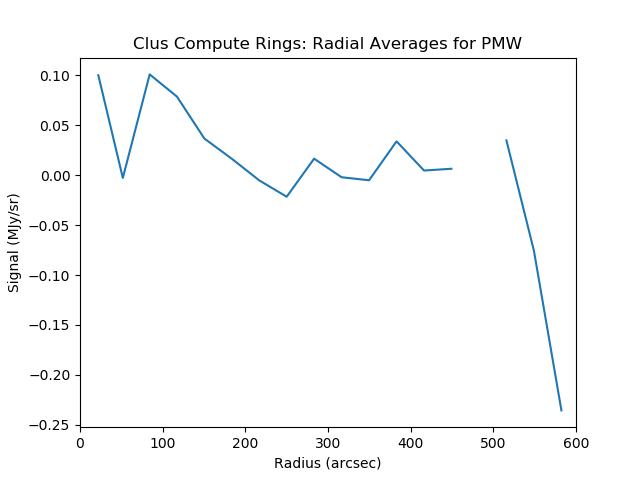 Clus Compute Rings: Radial Averages for PMW
0.10
0.05
0.00
−0.05
−0.10
−0.15
−0.20
−0.25
Signal (MJy/sr)
0 100 200 300 400 500 600
Radius (arcsec)